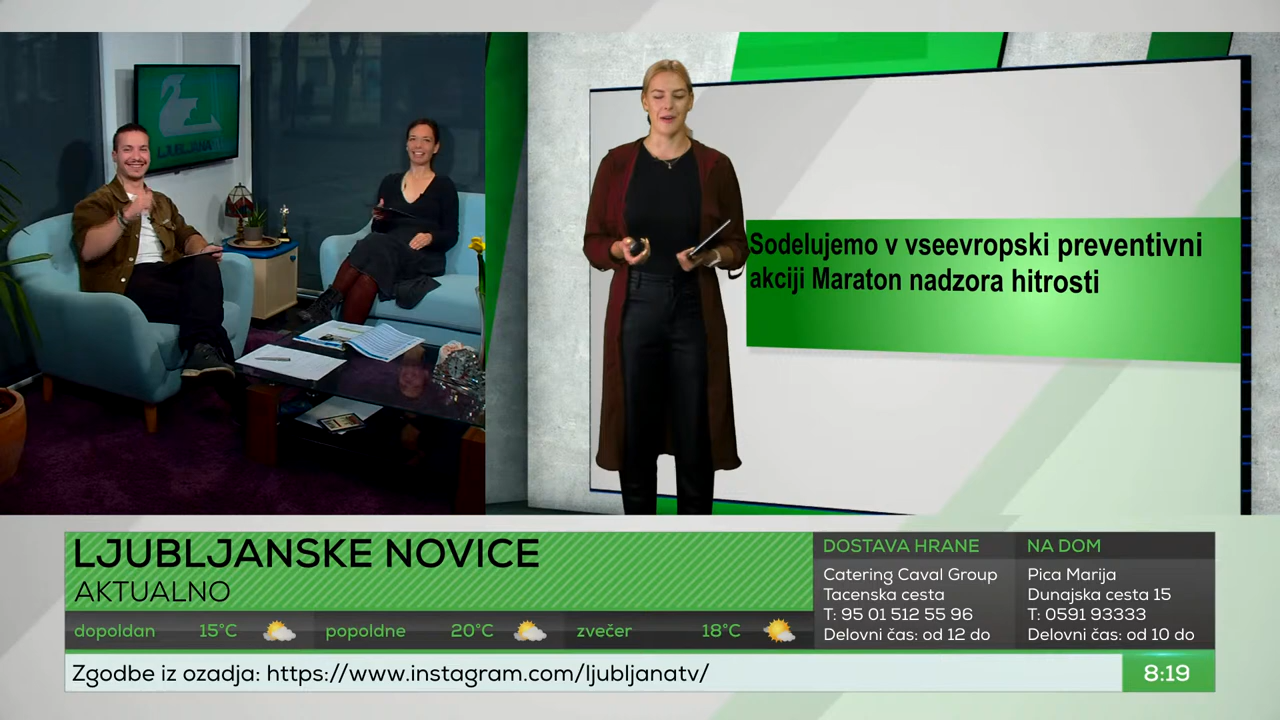 LJUBLJANA
Sodelujemo v vseevropski preventivni
akciji Maraton nadzora hitrosti
LJUBLJANSKE NOVICE
AKTUALNO
dopoldan 15°C popoldne 20°C zvečer 18°C
DOSTAVA HRANE
Catering Caval Group
Tacenska cesta
T: 95 01 512 55 96
Delovni čas: od 12 do
NA DOM
Pica Marija
Dunajska cesta 15
T: 0591 93333
Delovni čas: od 10 do
Zgodbe iz ozadja: https://www.instagram.com/ljubljanatv/
8:19